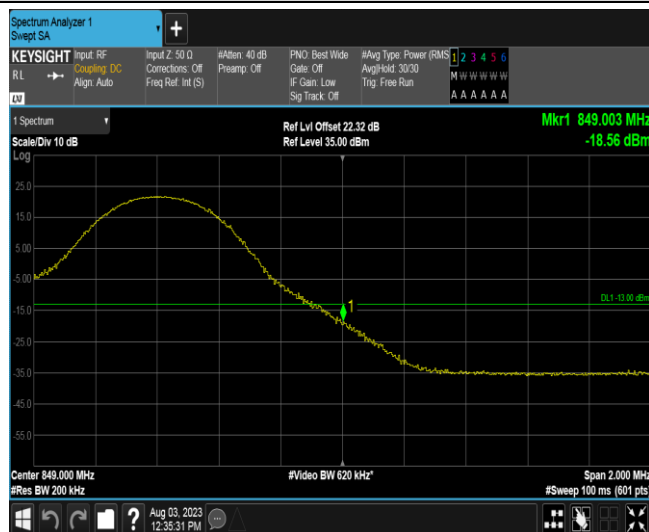 Spectrum Analyzer 1
Swept SA
+
KEYSIGHT
RL
LXI
Input: RF
Coupling: DC
Align: Auto
Input Z: 50 Ω
Corrections: Off
Freq Ref: Int (S)
#Atten: 40 dB
Preamp: Off
PNO: Best Wide
Gate: Off
IF Gain: Low
Sig Track: Off
#Avg Type: Power (RMS
Avg|Hold: 30/30
Trig: Free Run
1 2 3 4 5 6
M W W W W W
A A A A A A
1 Spectrum
Scale/Div 10 dB
Log
Ref Lvl Offset 22.32 dB
Ref Level 35.00 dBm
Mkr1 849.003 MHz
-18.56 dBm
25.0
15.0
5.00
-5.00
-15.0
-25.0
-35.0
-45.0
-55.0
1
DL1 -13.00 dBm
Center 849.000 MHz
#Res BW 200 kHz
#Video BW 620 kHz*
Span 2.000 MHz
#Sweep 100 ms (601 pts)
?
Aug 03, 2023
12:35:31 PM